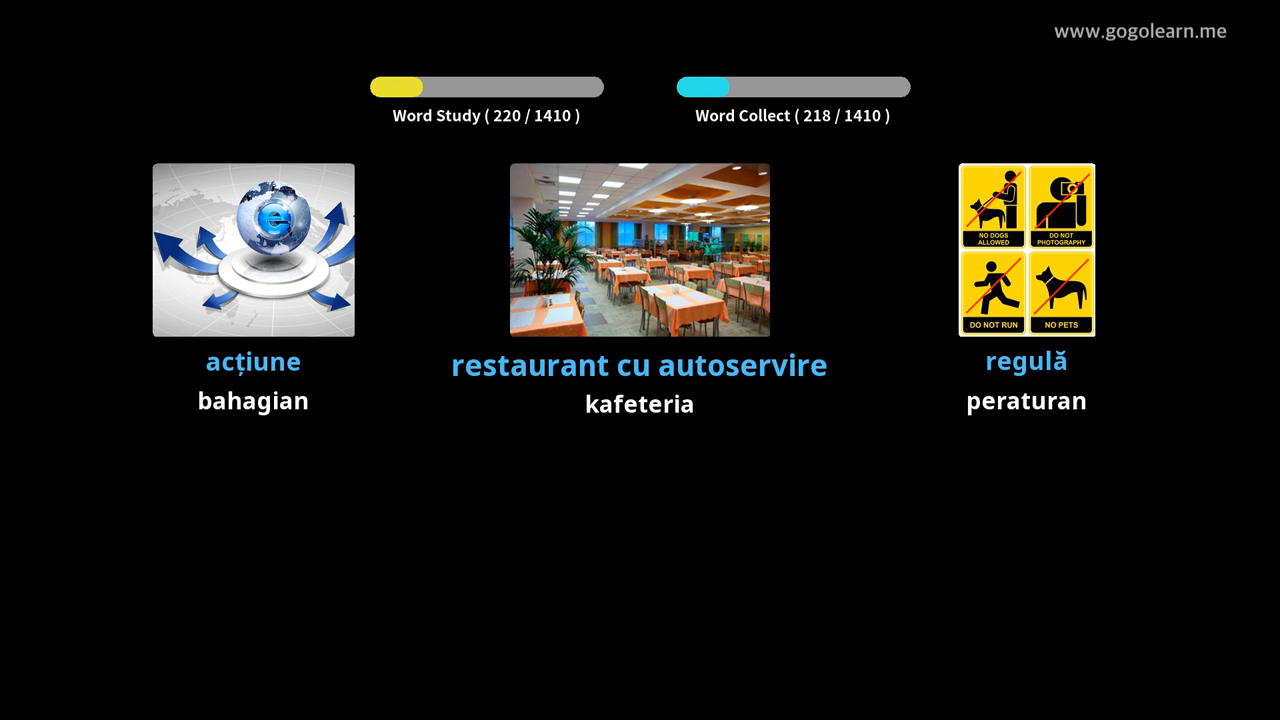 www.gogolearn.me
Word Study ( 220 / 1410 )
Word Collect ( 218 / 1410 )
e
NO DOGS
ALLOWED
DO NOT
PHOTOGRAPHY
DO NOT RUN
NO PETS
acțiune
restaurant cu autoservire
regulă
bahagian
kafeteria
peraturan